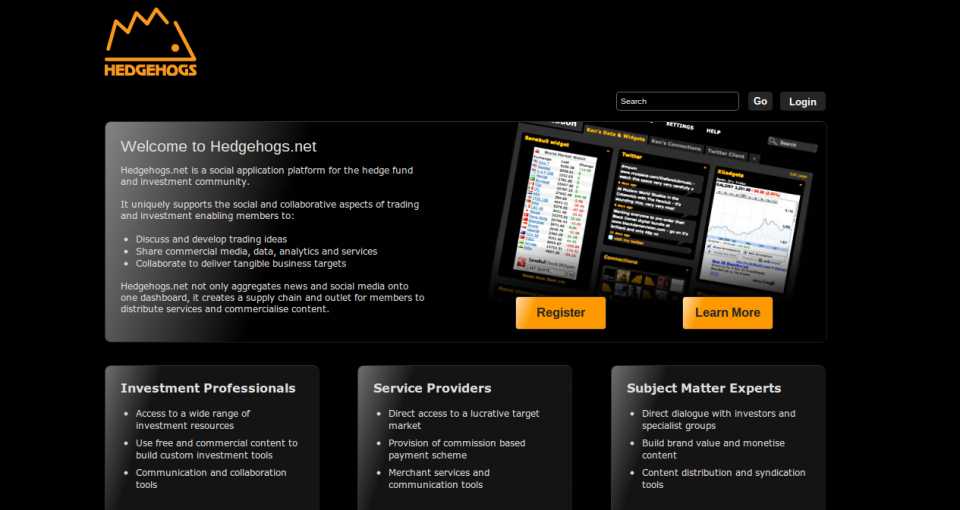 HEDGEHOGS
Search
Go
Login
Welcome to Hedgehogs.net
Hedgehogs.net is a social application platform for the hedge fund
and investment community.
It uniquely supports the social and collaborative aspects of trading
and investment enabling members to:
Discuss and develop trading ideas
Share commercial media, data, analytics and services
Collaborate to deliver tangible business targets
Hedgehogs.net not only aggregates news and social media onto
one dashboard, it creates a supply chain and outlet for members to
distribute services and commercialise content.
SETTINGS
HELP
Ken's Data & Widgets
Ken's Connections
Twitter Client
Search
Twitter
Connections
Register
Learn More
Investment Professionals
Access to a wide range of
investment resources
Use free and commercial content to
build custom investment tools
Communication and collaboration
tools
Service Providers
Direct access to a lucrative target
market
Provision of commission based
payment scheme
Merchant services and
communication tools
Subject Matter Experts
Direct dialogue with investors and
specialist groups
Build brand value and monetise
content
Content distribution and syndication
tools